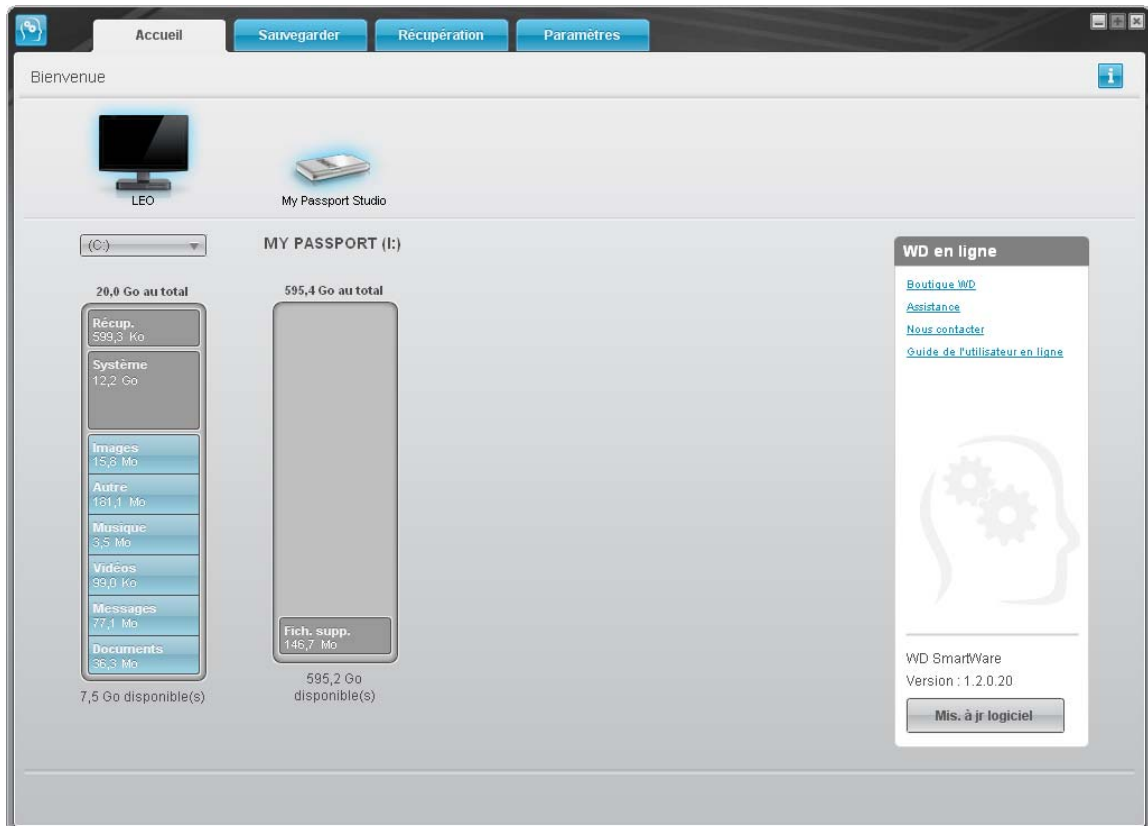 Accueil
Sauvegarder
Récupération
Paramètres
Bienvenue
LEO
My Passport Studio
(C:)
MY PASSPORT (I:)
20,0 Go au total
595,4 Go au total
Récup.
599,3 Ko
Système
12,2 Go
Images
15,8 Mo
Autre
181,1 Mo
Musique
3,5 Mo
Vidéos
99,0 Ko
Messages
77,1 Mo
Documents
36,3 Mo
7,5 Go disponible(s)
Fich. supp.
146,7 Mo
595,2 Go
disponible(s)
WD en ligne
Boutique WD
Assistance
Nous contacter
Guide de l'utilisateur en ligne
WD SmartWare
Version : 1.2.0.20
Mis. à jr logiciel